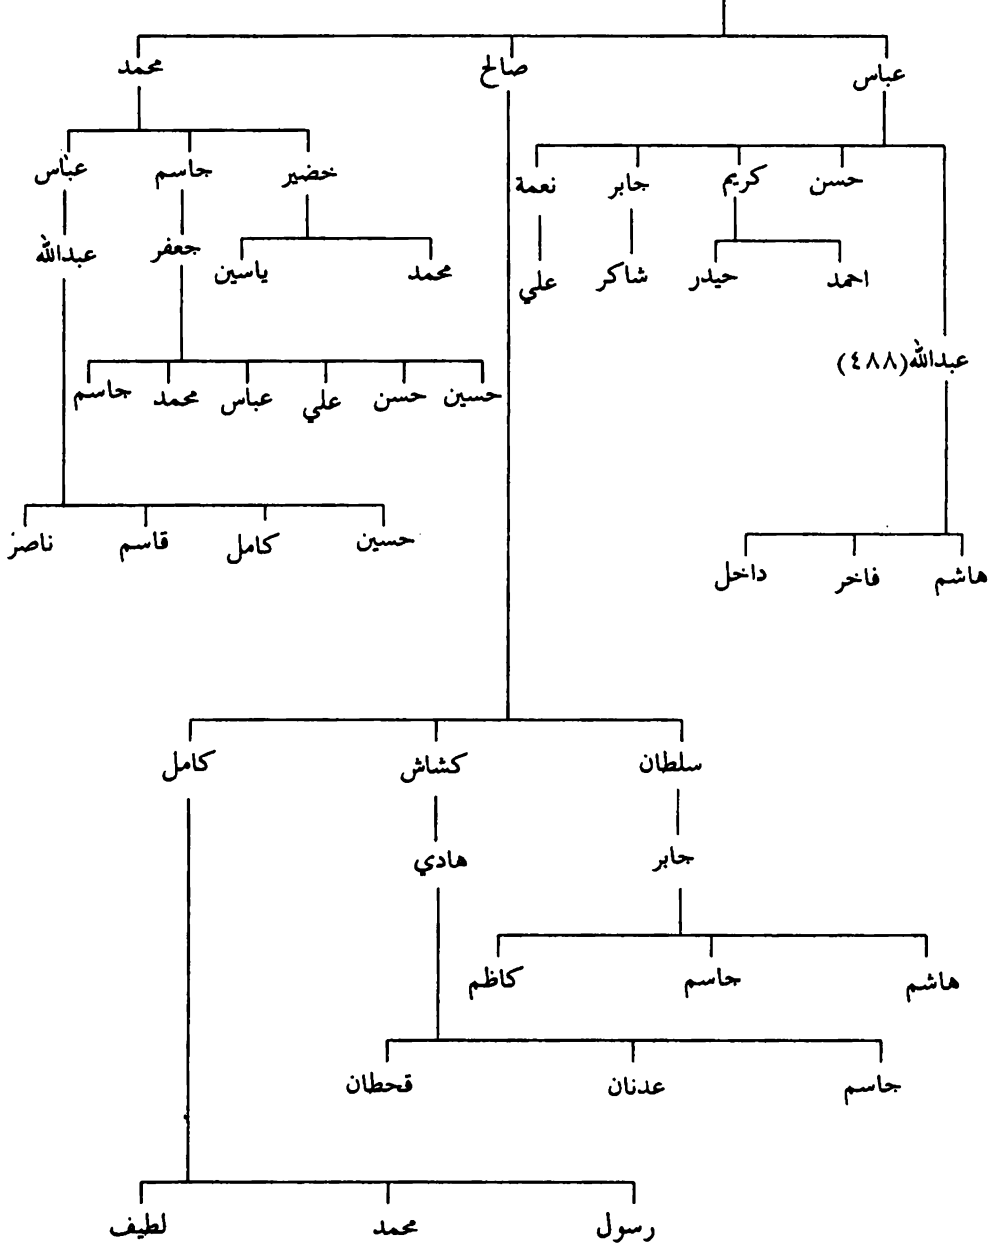 عباس صالح محمد
حسن كريم جابر نعمة خضير جاسم عباس
احمد حيدر شاكر علي محمد ياسين جعفر عبدالله
عبدالله(٤٨٨)
حسين حسن علي عباس محمد جاسم
حسين كامل قاسم ناصر
هاشم فاخر داخل
سلطان كشاش كامل
جابر هادي
هاشم جاسم كاظم
جاسم عدنان قحطان
رسول محمد لطيف